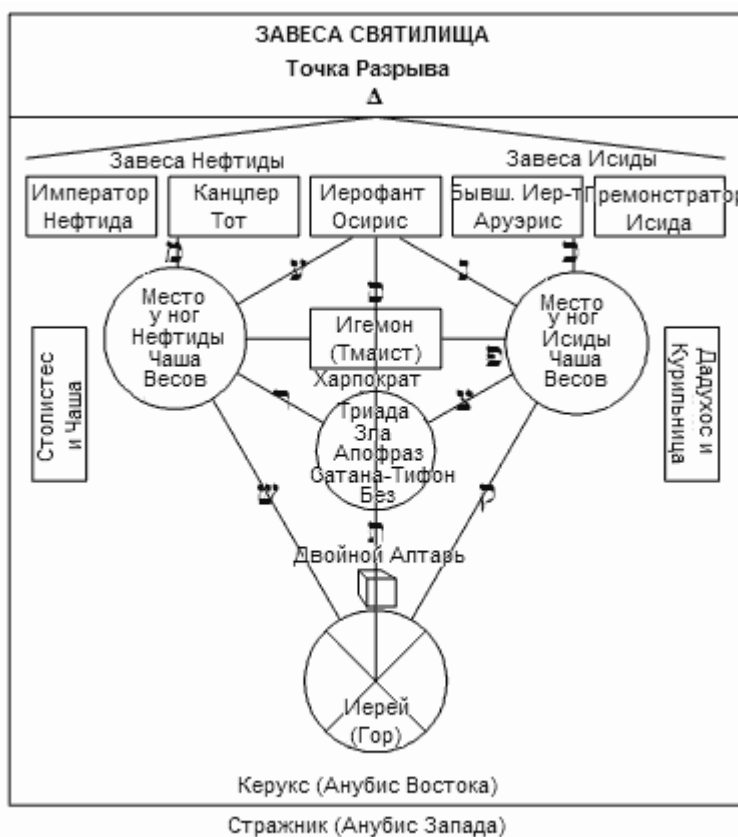 ЗАВЕСА СВЯТИЛИЩА
Точка Разрыва
Δ
Завеса Нефтиды
Завеса Исиды
Император
Нефтида
Канцлер
Тот
Иерофант
Осирис
Бывш. Иер-т
Аруэрис
Премонстратор
Исида
Место
у ног
Нефтиды
Чаша
Весов
Игемон
(Тмаист)
Харпократ
Место
у ног
Исиды
Чаша
Весов
Столистес
и Чаша
Дадухос и
Курильница
Триада
Зла
Апофраз
Сатана-Тифон
Без
Двойной Алтарь
Иерей
(Гор)
Керукс (Анубис Востока)
Стражник (Анубис Запада)